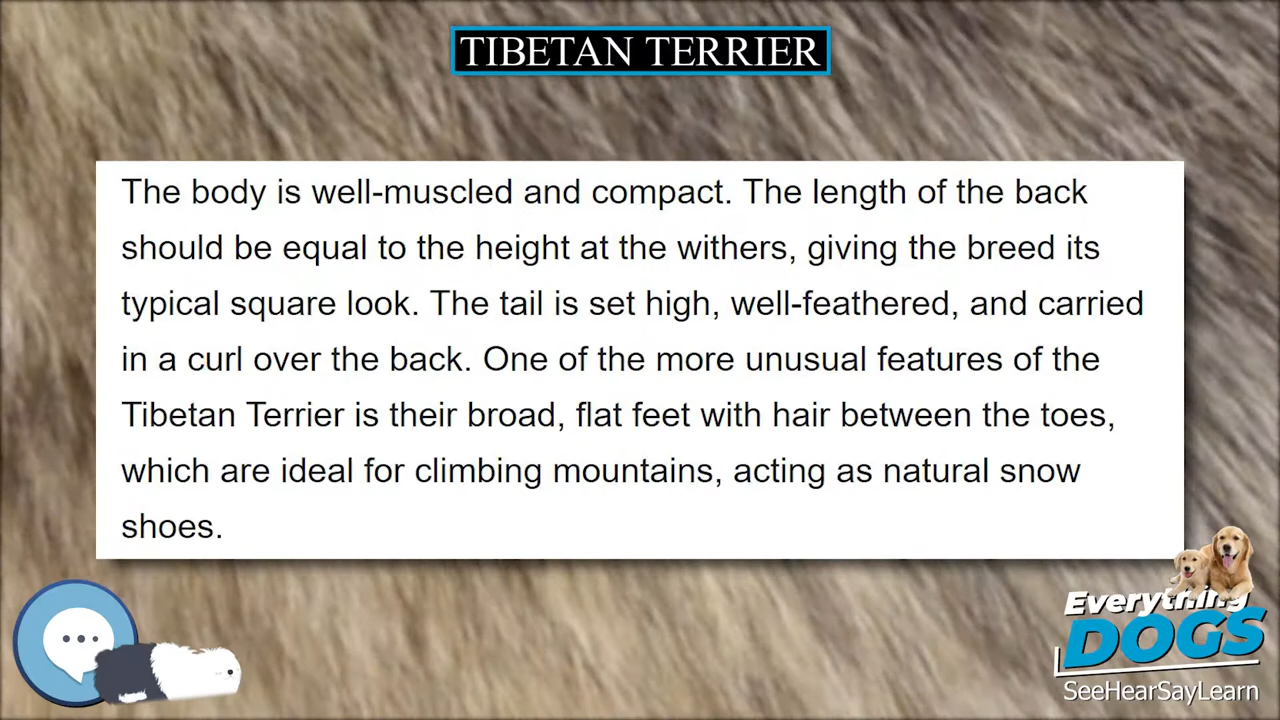 TIBETAN TERRIER
The body is well-muscled and compact. The length of the back
should be equal to the height at the withers, giving the breed its
typical square look. The tail is set high, well-feathered, and carried
in a curl over the back. One of the more unusual features of the
Tibetan Terrier is their broad, flat feet with hair between the toes,
which are ideal for climbing mountains, acting as natural snow
shoes.
Everything
DOGS
SeeHearSayLearn